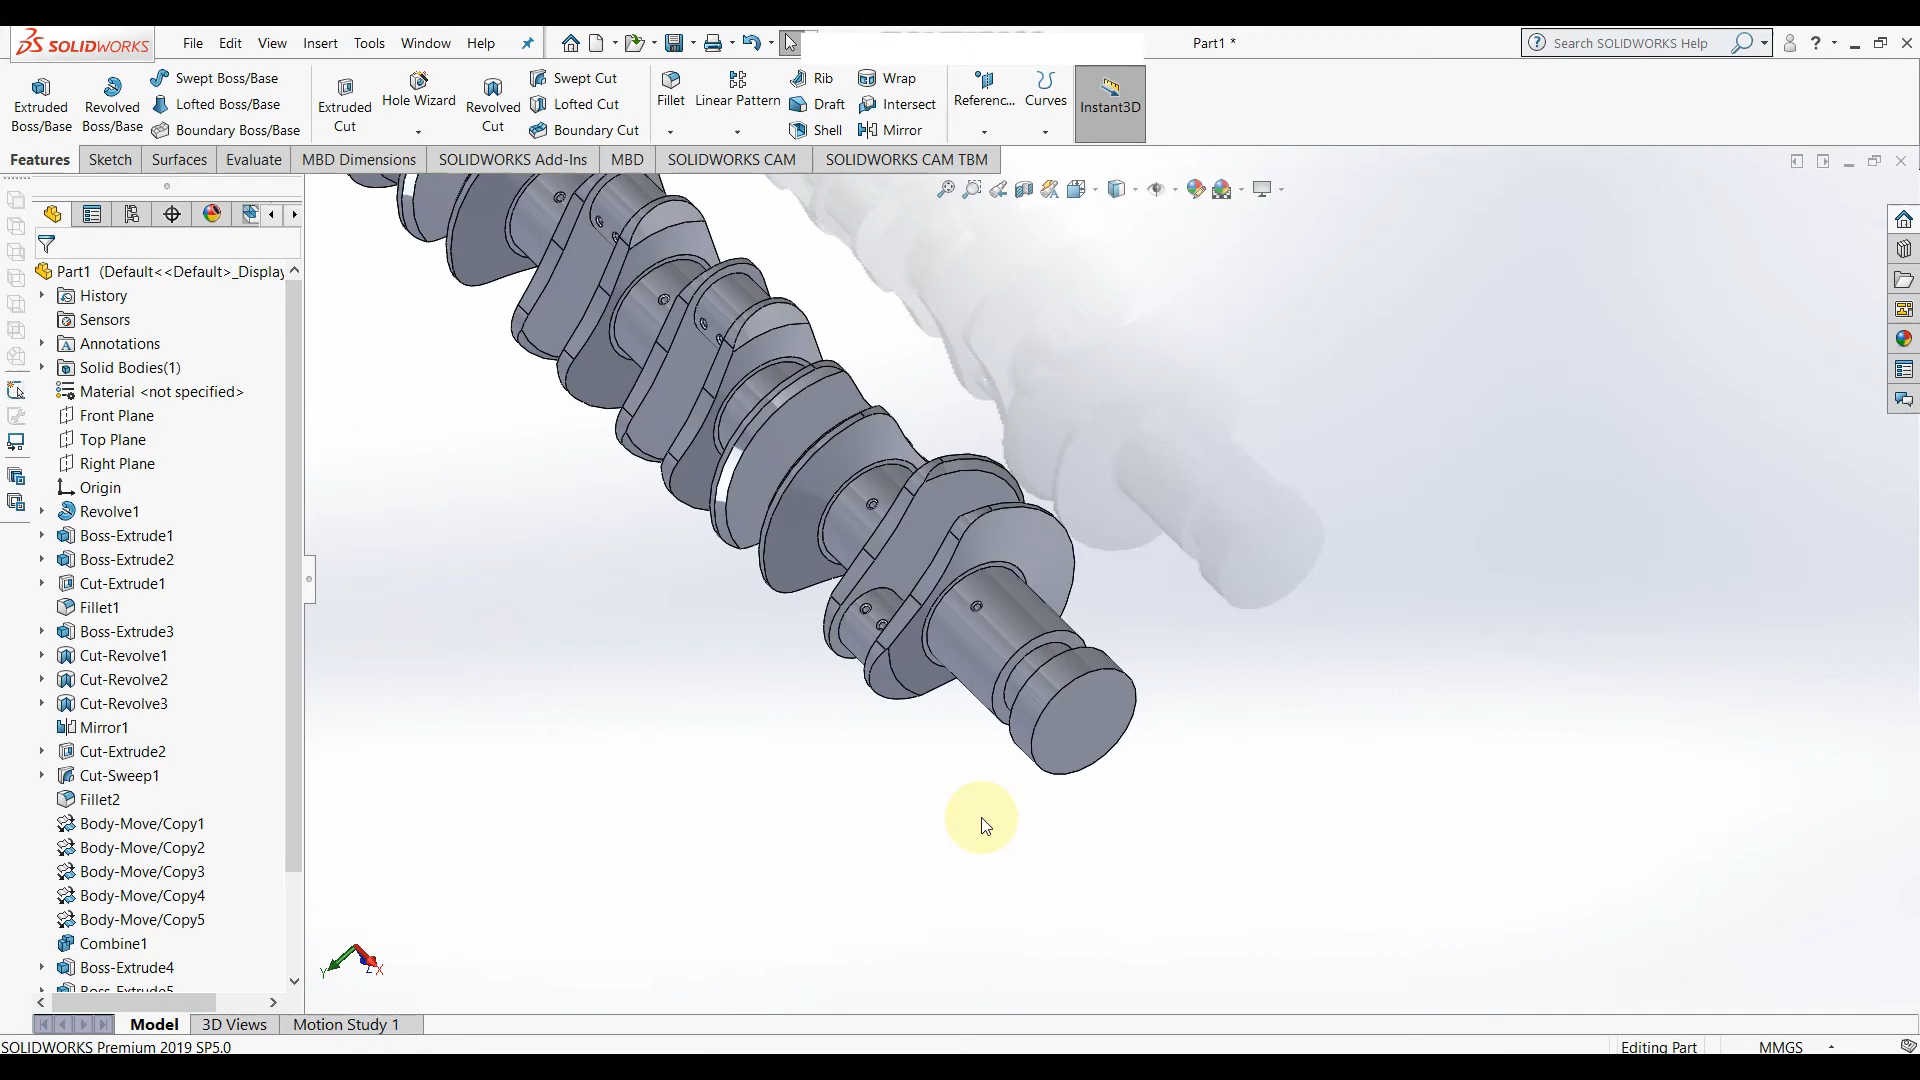 SOLIDWORKS
File Edit View Insert Tools Window Help
Part1 *
Search SOLIDWORKS Help
Extruded Boss/Base
Revolved Boss/Base
Swept Boss/Base
Lofted Boss/Base
Boundary Boss/Base
Extruded Cut
Hole Wizard
Revolved Cut
Swept Cut
Lofted Cut
Boundary Cut
Fillet
Linear Pattern
Rib
Draft
Shell
Wrap
Intersect
Mirror
Referenc...
Curves
Instant3D
Features Sketch Surfaces Evaluate MBD Dimensions SOLIDWORKS Add-Ins MBD SOLIDWORKS CAM SOLIDWORKS CAM TBM
Part1 (Default<<Default>_Display
History
Sensors
Annotations
Solid Bodies(1)
Material <not specified>
Front Plane
Top Plane
Right Plane
Origin
Revolve1
Boss-Extrude1
Boss-Extrude2
Cut-Extrude1
Fillet1
Boss-Extrude3
Cut-Revolve1
Cut-Revolve2
Cut-Revolve3
Mirror1
Cut-Extrude2
Cut-Sweep1
Fillet2
Body-Move/Copy1
Body-Move/Copy2
Body-Move/Copy3
Body-Move/Copy4
Body-Move/Copy5
Combine1
Boss-Extrude4
Boss-Extrude5
Y Z X
Model 3D Views Motion Study 1
SOLIDWORKS Premium 2019 SP5.0
Editing Part MMGS